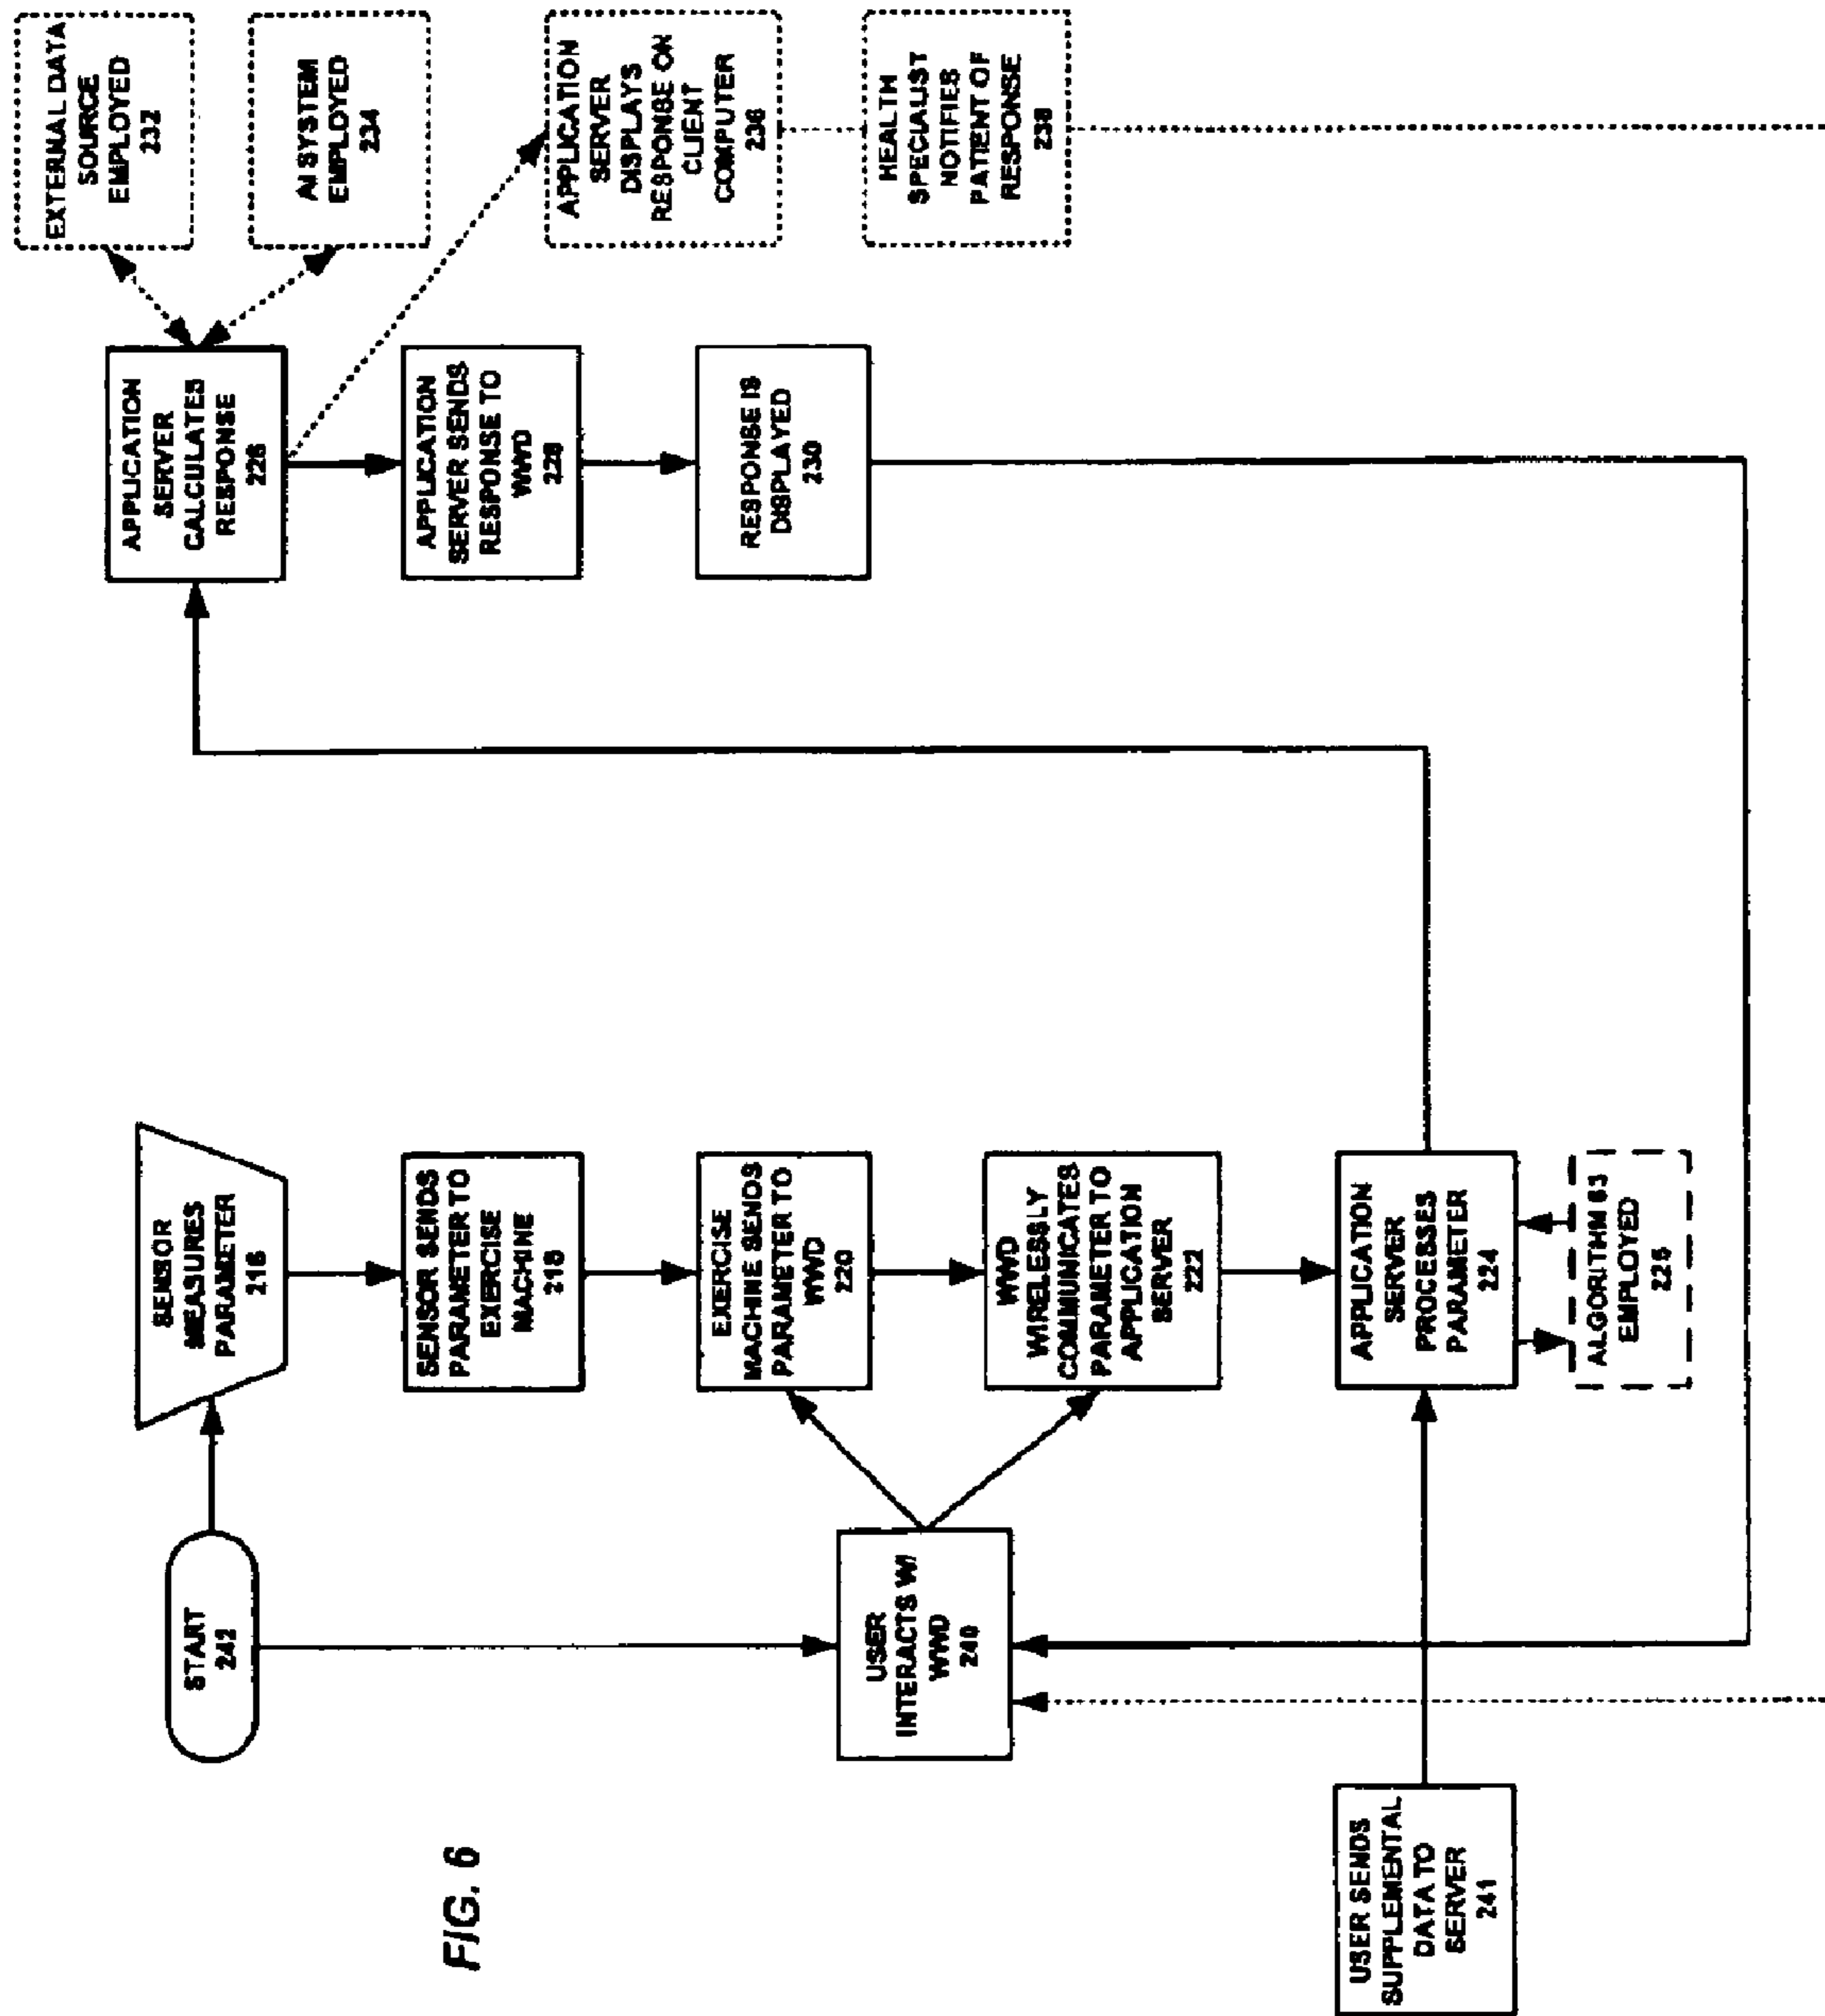 FIG. 6
START
242
SENSOR
MEASURES
PARAMETER
216
SENSOR SENDS
PARAMETER TO
EXERCISE
MACHINE
218
EXERCISE
MACHINE SENDS
PARAMETER TO
WWD
220
WWD
WIRELESSLY
COMMUNICATES
PARAMETER TO
APPLICATION
SERVER
222
USER
INTERACTS W/
WWD
240
USER SENDS
SUPPLEMENTAL
DATA TO
SERVER
241
APPLICATION
SERVER
PROCESSES
PARAMETER
224
ALGORITHM 63
EMPLOYED
225
APPLICATION
SERVER
CALCULATES
RESPONSE
226
APPLICATION
SERVER SENDS
RESPONSE TO
WWD
228
RESPONSE IS
DISPLAYED
230
EXTERNAL DATA
SOURCE
EMPLOYED
232
AI SYSTEM
EMPLOYED
234
APPLICATION
SERVER
DISPLAYS
RESPONSE ON
CLIENT
COMPUTER
236
HEALTH
SPECIALIST
NOTIFIES
PATIENT OF
RESPONSE
238